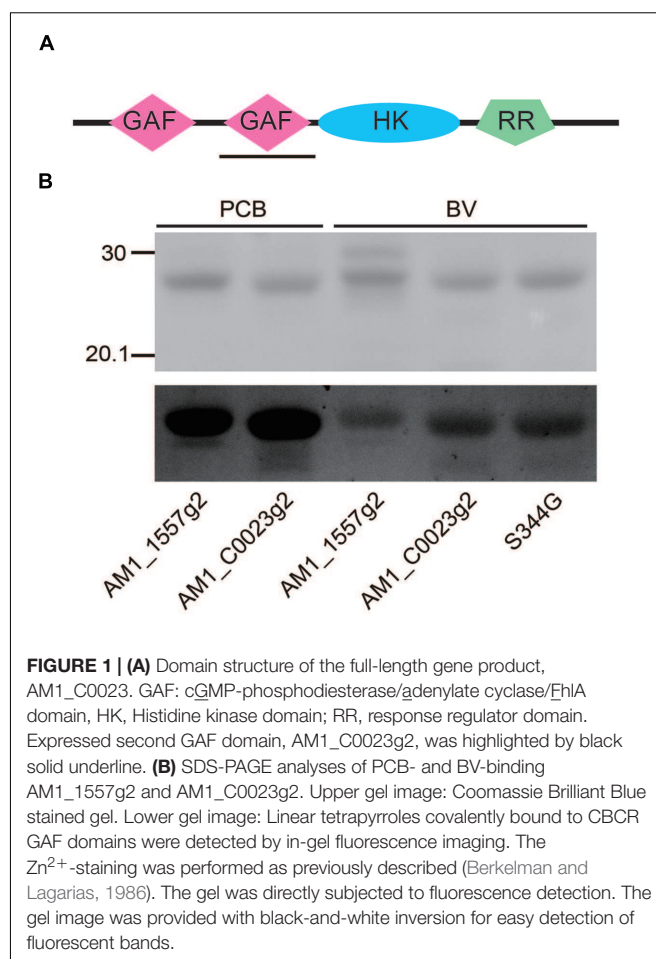 A
GAF GAF HK RR
B
PCB BV
30
20.1
AM1_1557g2 AM1_C0023g2 AM1_1557g2 AM1_C0023g2 S344G
FIGURE 1 | (A) Domain structure of the full-length gene product,
AM1_C0023. GAF: cGMP-phosphodiesterase/adenylate cyclase/FhlA
domain, HK, Histidine kinase domain; RR, response regulator domain.
Expressed second GAF domain, AM1_C0023g2, was highlighted by black
solid underline. (B) SDS-PAGE analyses of PCB- and BV-binding
AM1_1557g2 and AM1_C0023g2. Upper gel image: Coomassie Brilliant Blue
stained gel. Lower gel image: Linear tetrapyrroles covalently bound to CBCR
GAF domains were detected by in-gel fluorescence imaging. The
Zn²⁺-staining was performed as previously described (Berkelman and
Lagarias, 1986). The gel was directly subjected to fluorescence detection. The
gel image was provided with black-and-white inversion for easy detection of
fluorescent bands.